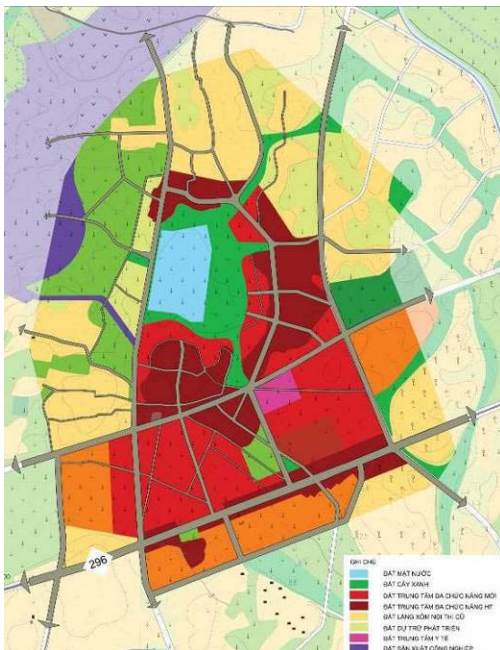 296
GHI CHÚ
ĐẤT MẶT NƯỚC
ĐẤT CÂY XANH
ĐẤT TRUNG TÂM ĐA CHỨC NĂNG MỚI
ĐẤT TRUNG TÂM ĐA CHỨC NĂNG HT
ĐẤT LÀNG XÓM NỘI THỊ CŨ
ĐẤT DỰ TRỮ PHÁT TRIỂN
ĐẤT TRUNG TÂM Y TẾ
ĐẤT SẢN XUẤT CÔNG NGHIỆP